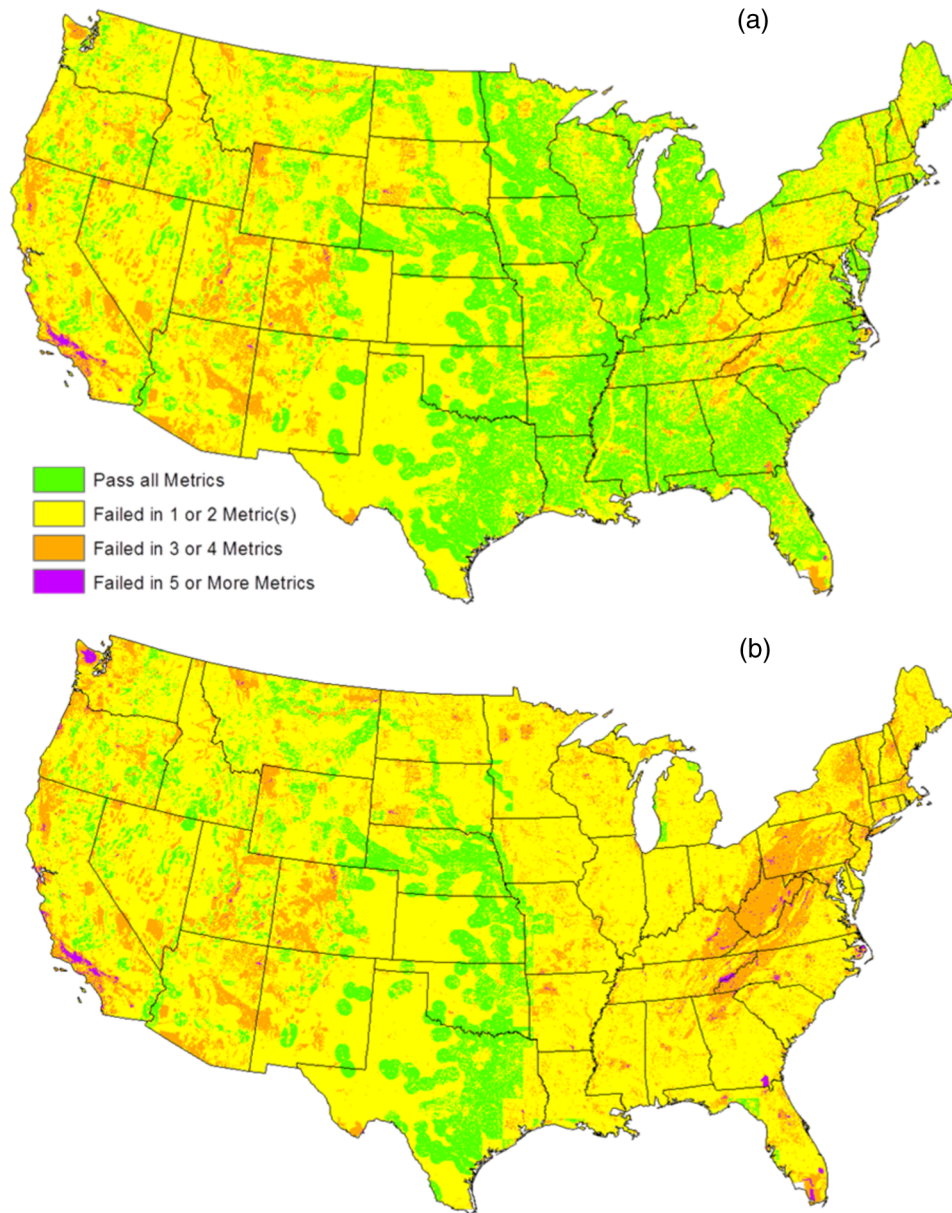 (a)
Pass all Metrics
Failed in 1 or 2 Metric(s)
Failed in 3 or 4 Metrics
Failed in 5 or More Metrics
(b)